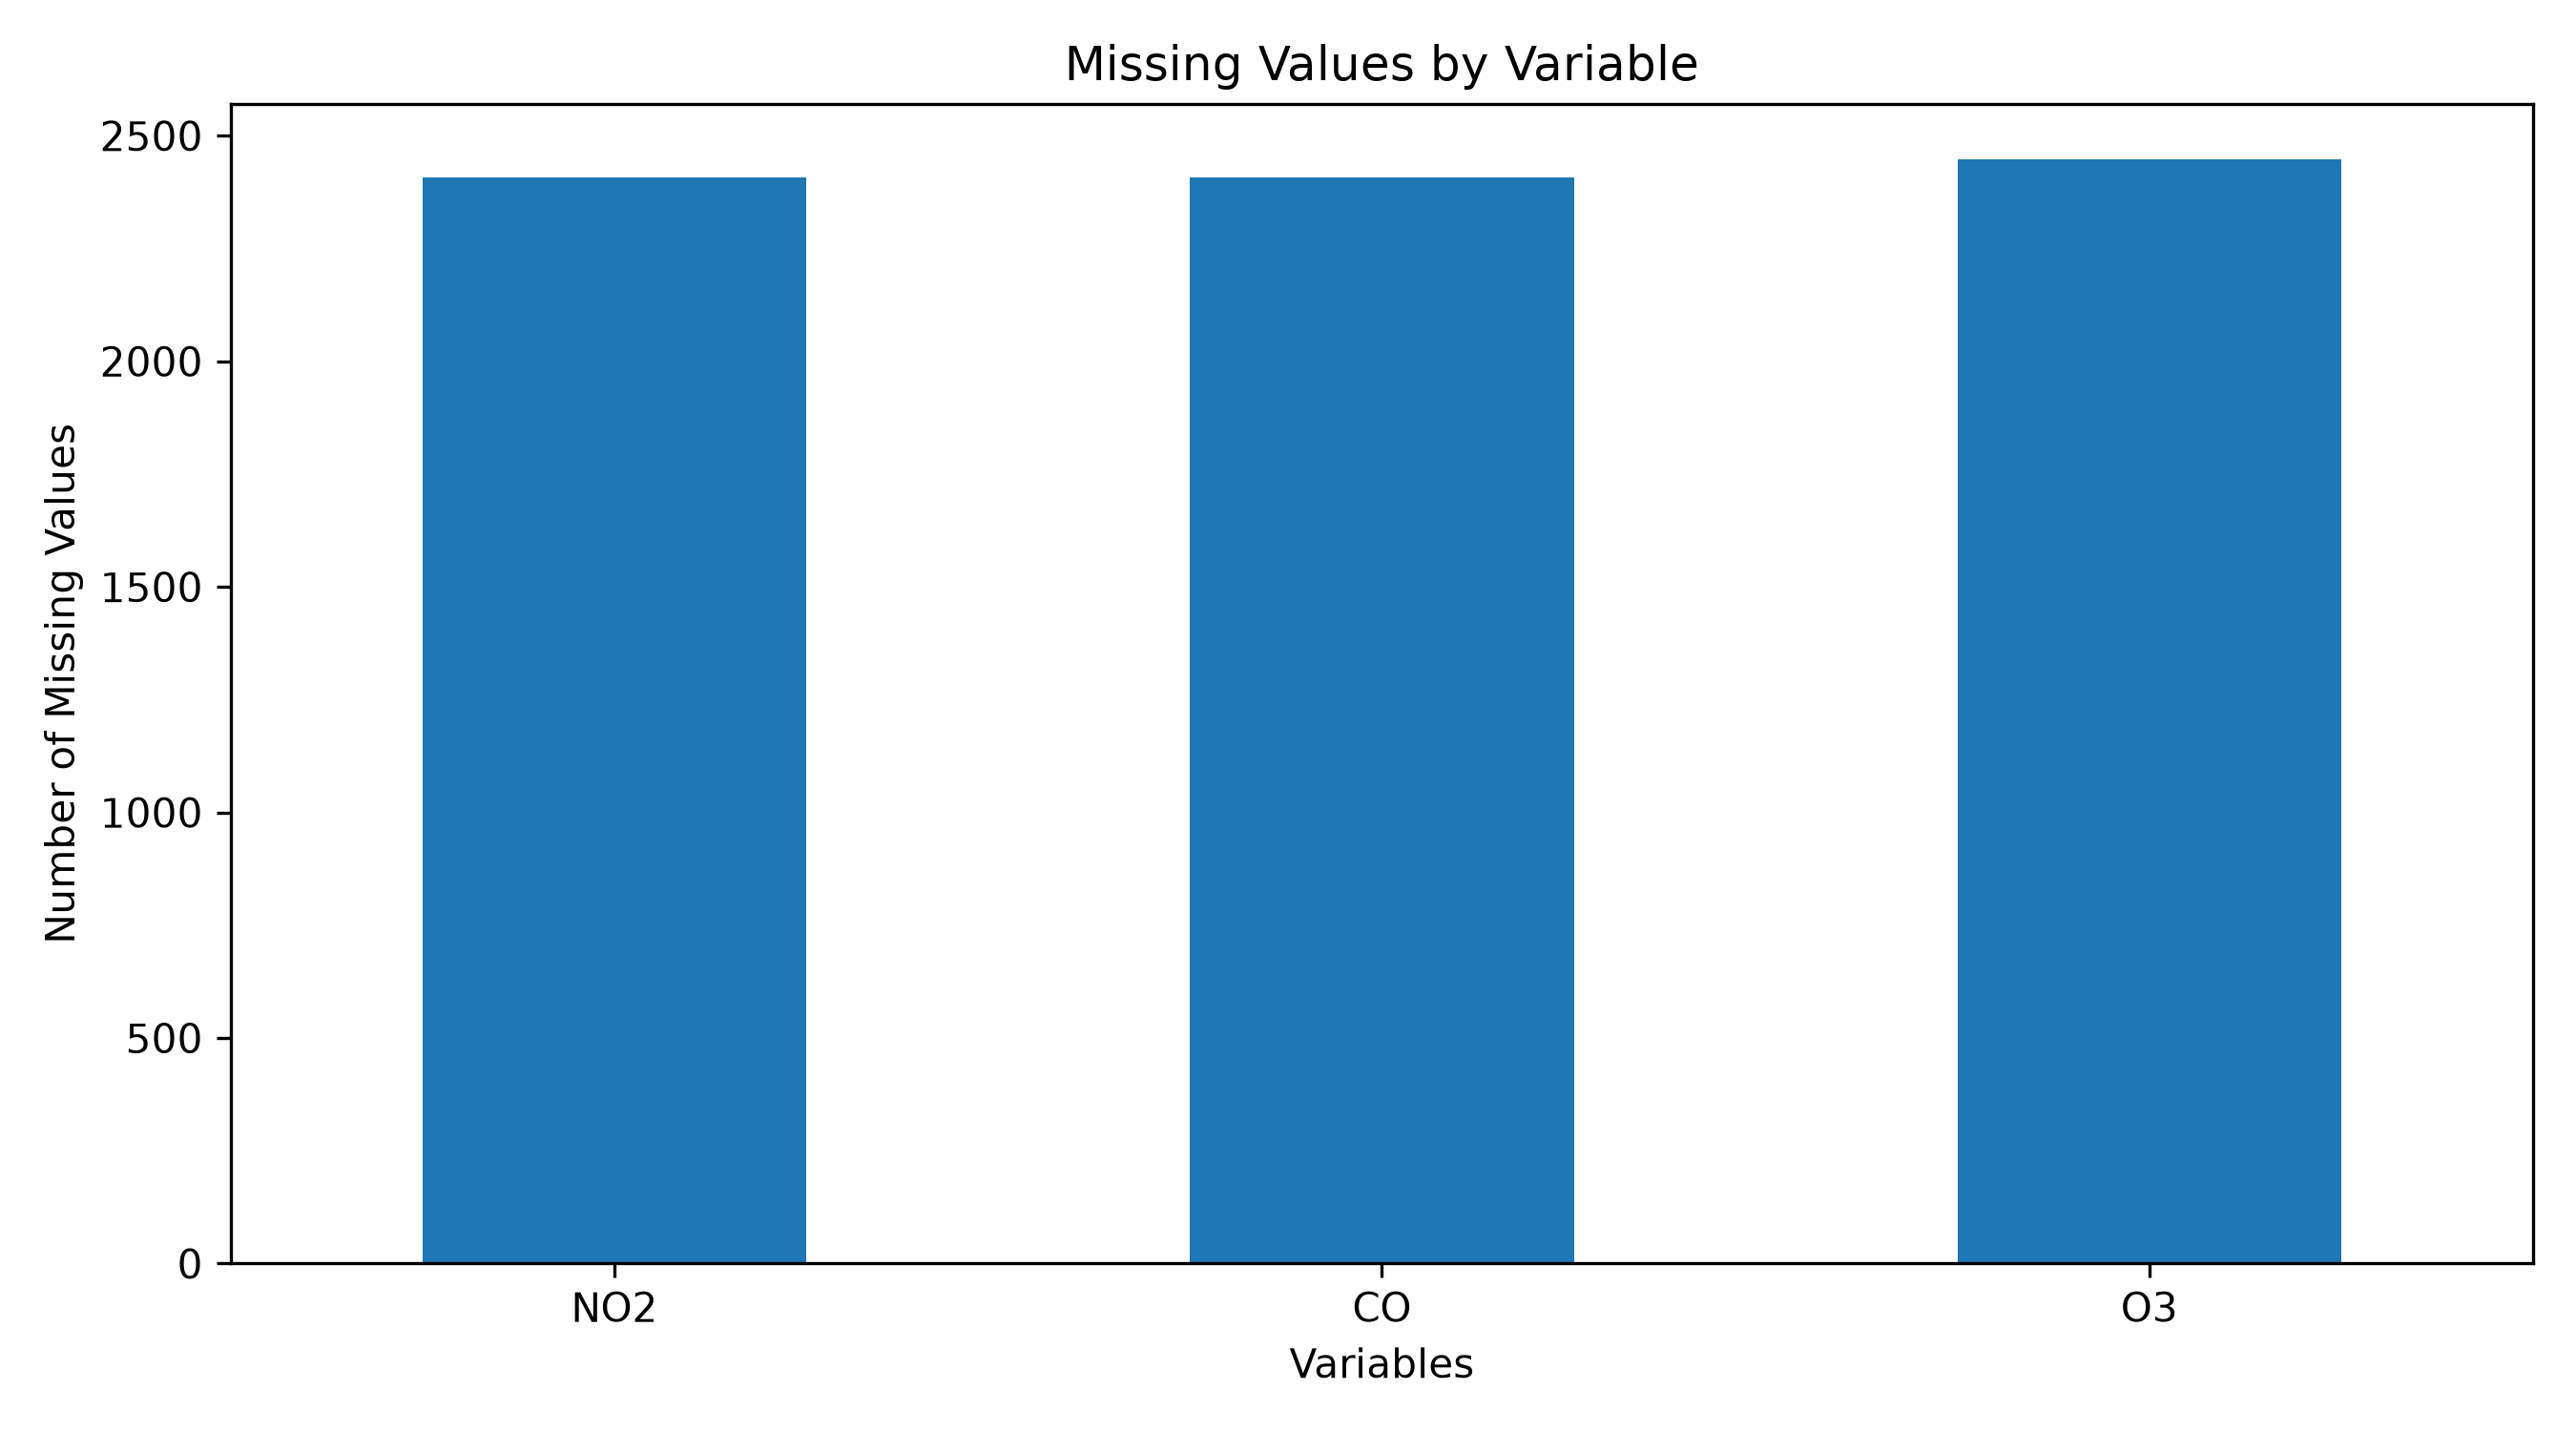 Missing Values by Variable
Number of Missing Values
2500
2000
1500
1000
500
0
NO2
CO
O3
Variables